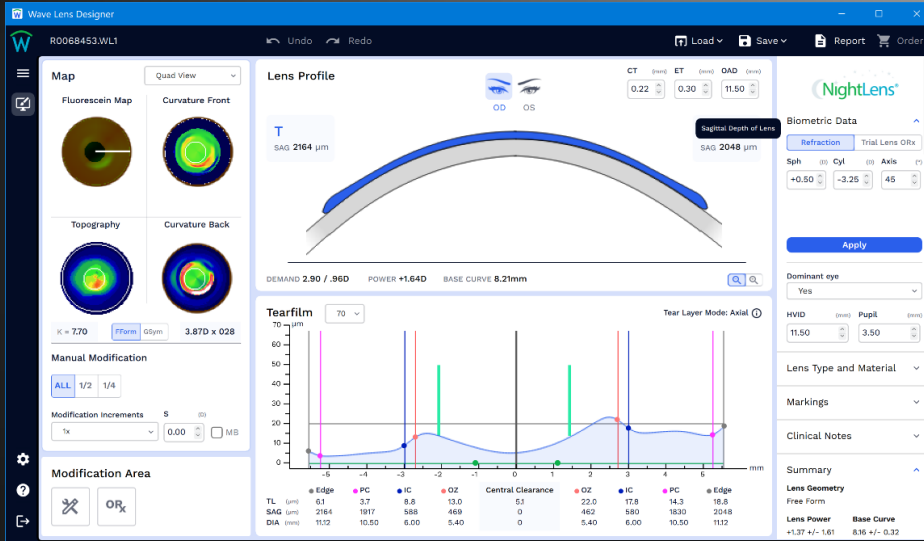 Wave Lens Designer
R0068453.WL1
Undo
Redo
Load
Save
Report
Order
Map
Quad View
Fluorescein Map
Curvature Front
Topography
Curvature Back
K = 7.70
FForm
GSym
3.87D x 028
Manual Modification
ALL
1/2
1/4
Modification Increments
S (D)
1x
0.00
MB
Modification Area
ORx
Lens Profile
OD
OS
CT (mm) ET (mm) OAD (mm)
0.22 0.30 11.50
T
SAG 2164 µm
Sagittal Depth of Lens
SAG 2048 µm
DEMAND 2.90 / .96D POWER +1.64D BASE CURVE 8.21mm
Tearfilm
70
Tear Layer Mode: Axial
µm
70
60
50
40
30
20
10
0
-5 -4 -3 -2 -1 0 1 2 3 4 5 mm
Edge PC IC OZ Central Clearance OZ IC PC Edge
TL (µm) 6.1 3.7 8.8 13.0 5.1 22.0 17.8 14.3 18.8
SAG (µm) 2164 1917 588 469 0 462 580 1830 2048
DIA (mm) 11.12 10.50 6.00 5.40 0 5.40 6.00 10.50 11.12
NightLens®
Biometric Data
Refraction
Trial Lens ORx
Sph (D) Cyl (D) Axis (°)
+0.50 -3.25 45
Apply
Dominant eye
Yes
HVID (mm) Pupil (mm)
11.50 3.50
Lens Type and Material
Markings
Clinical Notes
Summary
Lens Geometry
Free Form
Lens Power Base Curve
+1.37 +/- 1.61 8.16 +/- 0.32